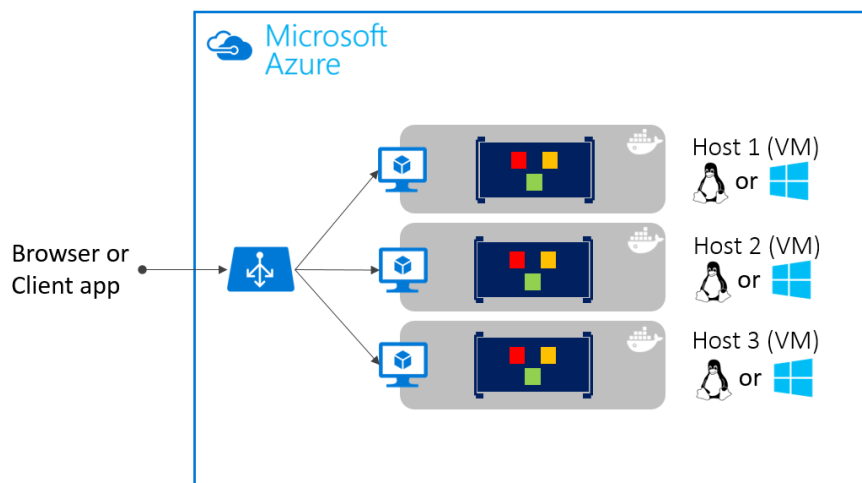 Microsoft
Azure
Host 1 (VM)
or
Browser or
Client app
Host 2 (VM)
or
Host 3 (VM)
or